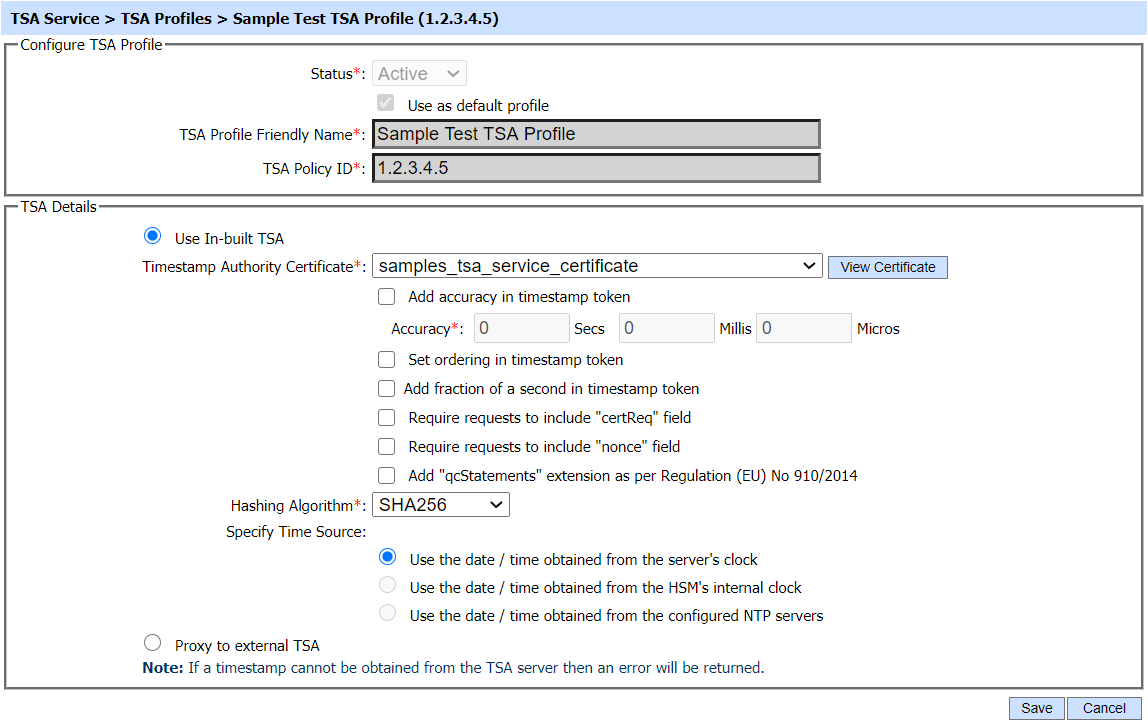 TSA Service > TSA Profiles > Sample Test TSA Profile (1.2.3.4.5)
Configure TSA Profile
Status*: Active
Use as default profile
TSA Profile Friendly Name*: Sample Test TSA Profile
TSA Policy ID*: 1.2.3.4.5
TSA Details
Use In-built TSA
Timestamp Authority Certificate*: samples_tsa_service_certificate View Certificate
Add accuracy in timestamp token
Accuracy*: 0 Secs 0 Millis 0 Micros
Set ordering in timestamp token
Add fraction of a second in timestamp token
Require requests to include "certReq" field
Require requests to include "nonce" field
Add "qcStatements" extension as per Regulation (EU) No 910/2014
Hashing Algorithm*: SHA256
Specify Time Source:
Use the date / time obtained from the server's clock
Use the date / time obtained from the HSM's internal clock
Use the date / time obtained from the configured NTP servers
Proxy to external TSA
Note: If a timestamp cannot be obtained from the TSA server then an error will be returned.
Save Cancel